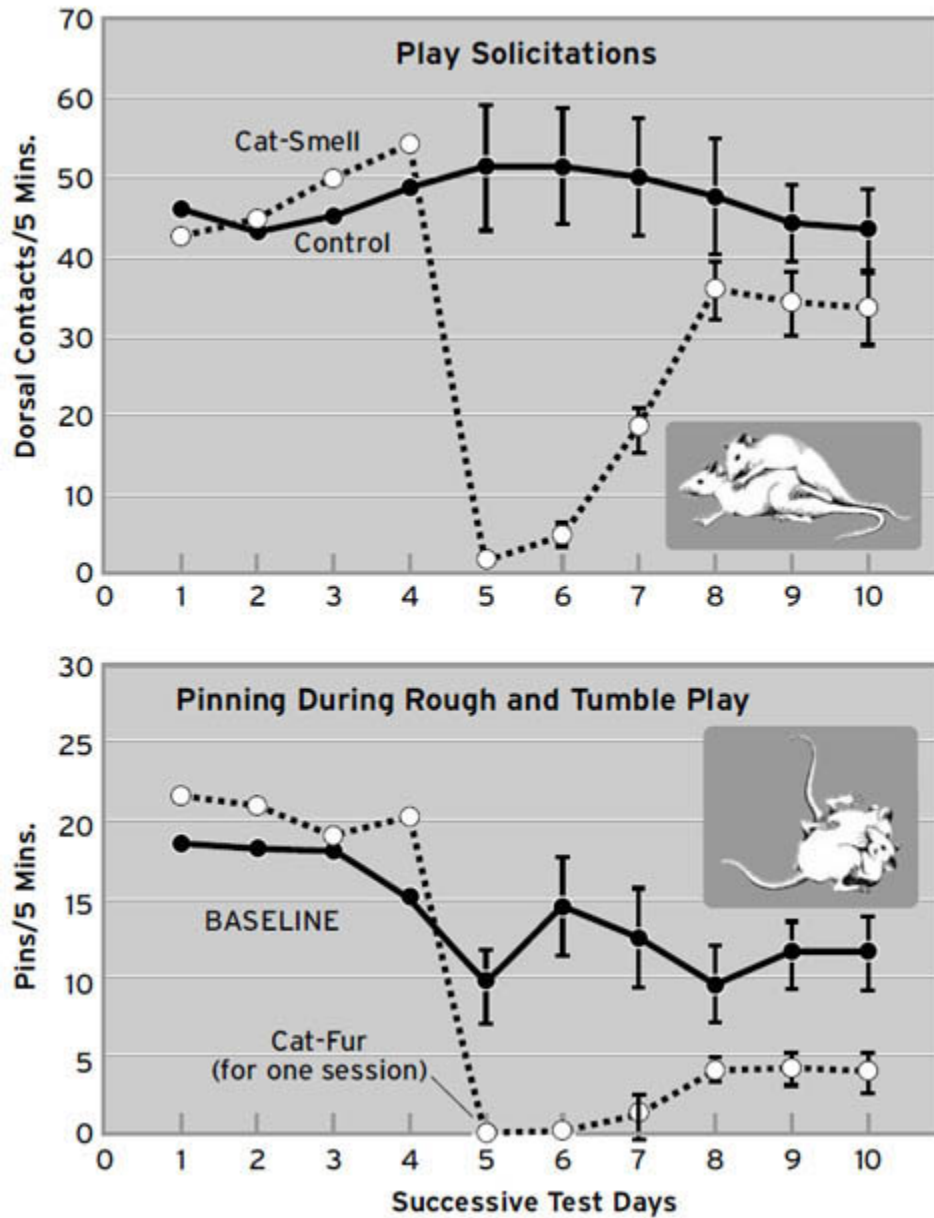 Play Solicitations
Dorsal Contacts/5 Mins.
70
60
50
40
30
20
10
0
Cat-Smell
Control
0 1 2 3 4 5 6 7 8 9 10
Pinning During Rough and Tumble Play
Pins/5 Mins.
30
25
20
15
10
5
0
BASELINE
Cat-Fur
(for one session)
0 1 2 3 4 5 6 7 8 9 10
Successive Test Days